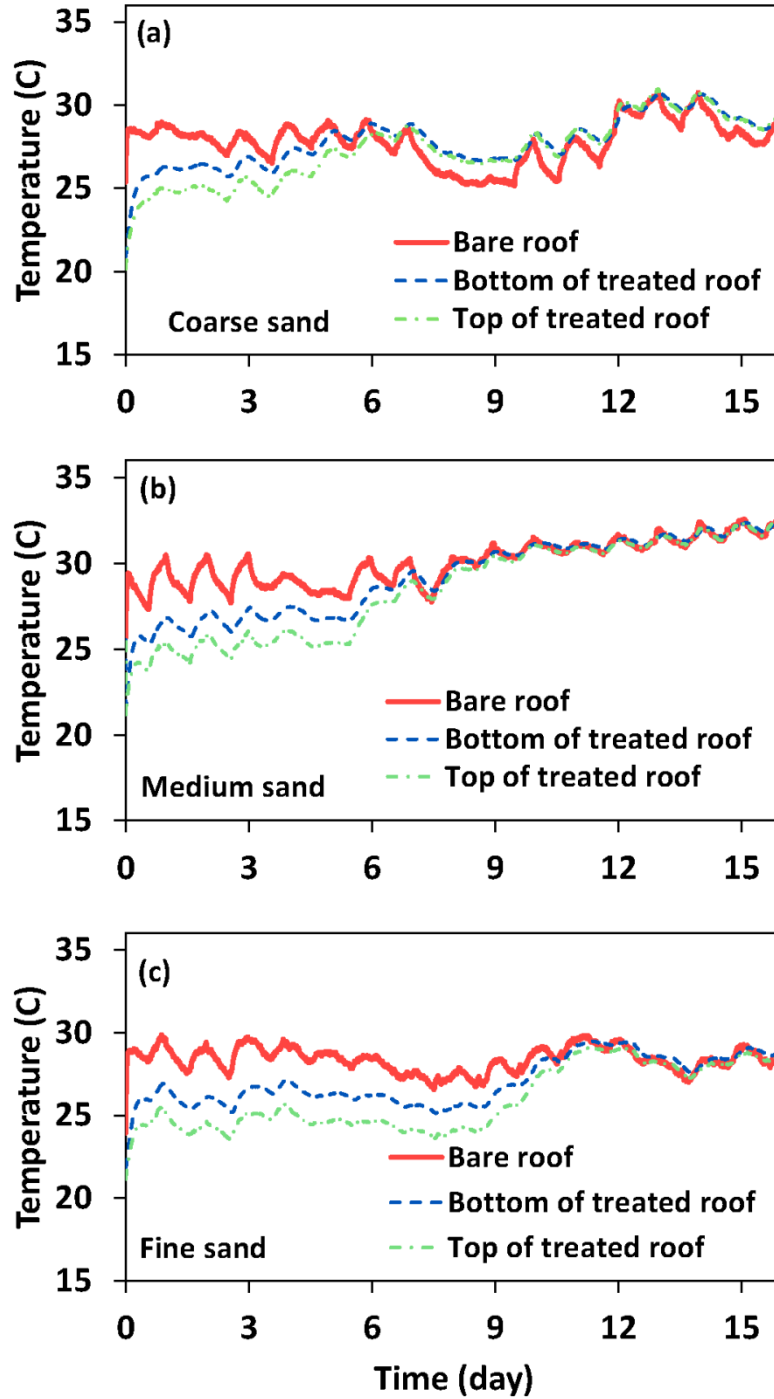 (a)
Temperature (C)
35
30
25
20
15
Bare roof
Bottom of treated roof
Top of treated roof
Coarse sand
0 3 6 9 12 15
(b)
Temperature (C)
35
30
25
20
15
Bare roof
Bottom of treated roof
Top of treated roof
Medium sand
0 3 6 9 12 15
(c)
Temperature (C)
35
30
25
20
15
Bare roof
Bottom of treated roof
Top of treated roof
Fine sand
0 3 6 9 12 15
Time (day)